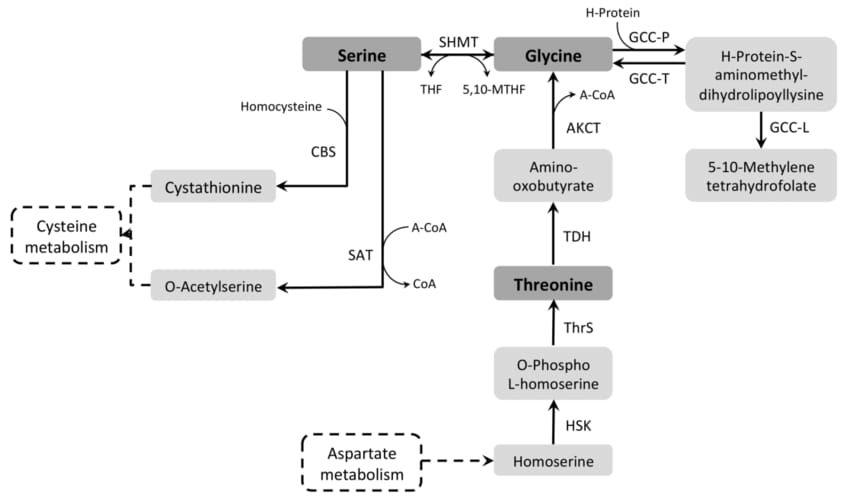 H-Protein
Serine
SHMT
Glycine
GCC-P
GCC-T
H-Protein-S-
aminomethyl-
dihydrolipoyllysine
THF
5,10-MTHF
A-CoA
Homocysteine
AKCT
GCC-L
CBS
Amino-
oxobutyrate
5-10-Methylene
tetrahydrofolate
Cystathionine
Cysteine
metabolism
A-CoA
TDH
SAT
O-Acetylserine
CoA
Threonine
ThrS
O-Phospho
L-homoserine
HSK
Aspartate
metabolism
Homoserine